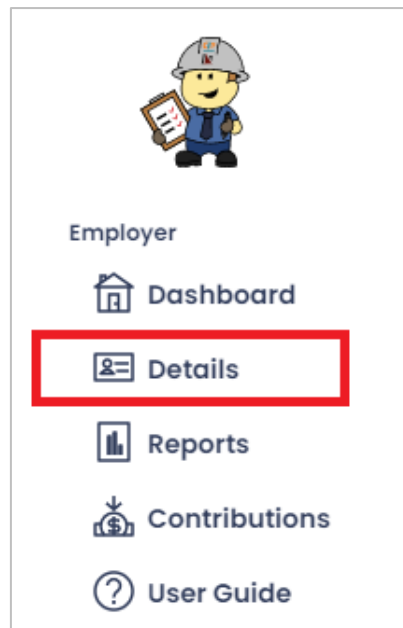 Employer
Dashboard
Details
Reports
Contributions
User Guide